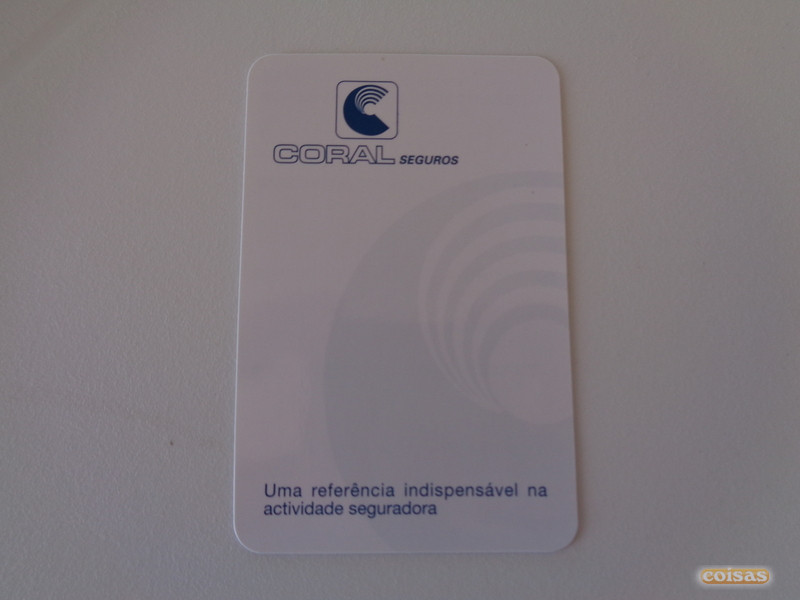 CORAL SEGUROS
Uma referência indispensável na
actividade seguradora
coisas